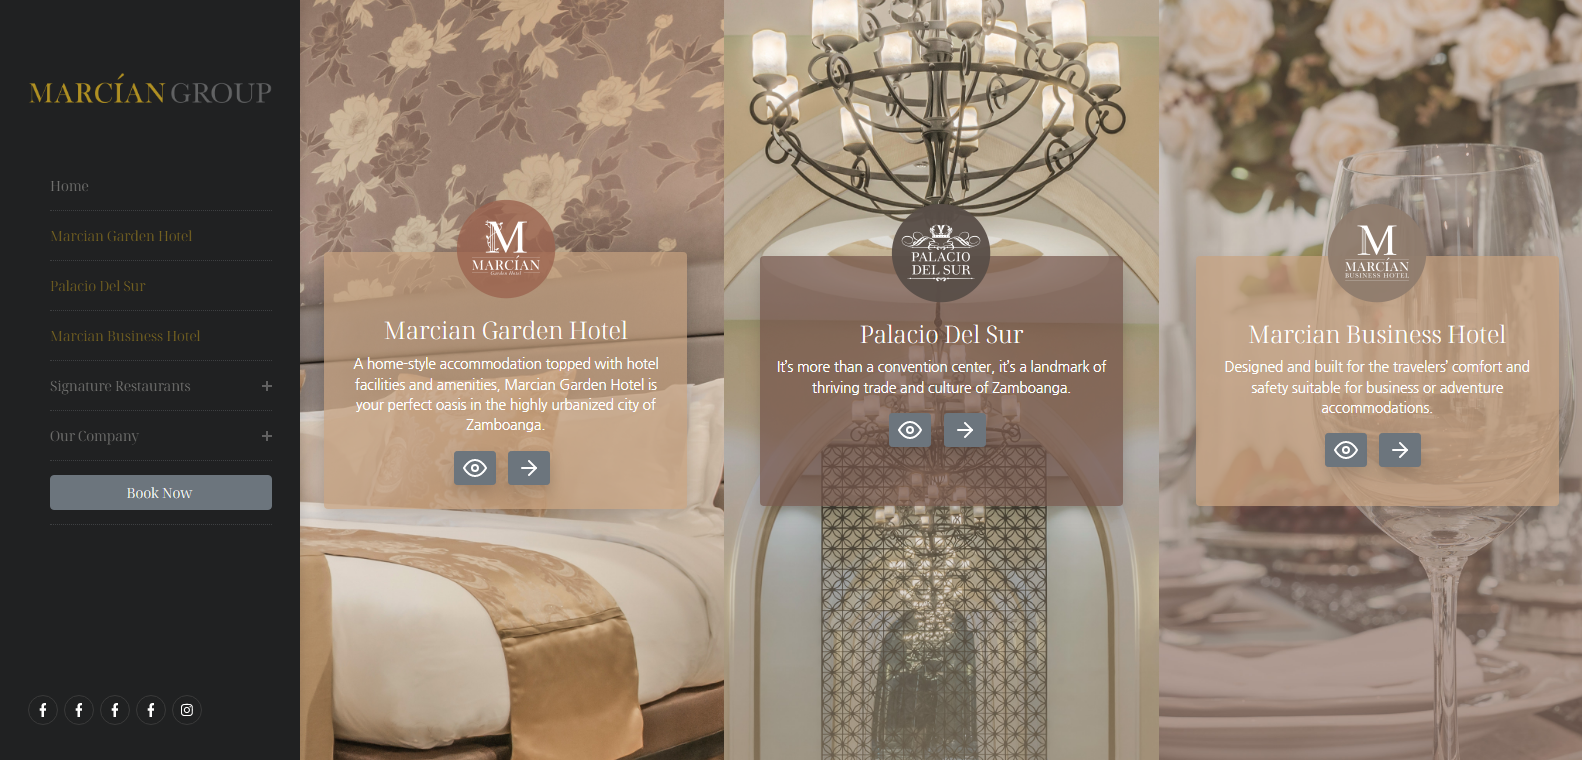 MARCÍAN GROUP
Home
Marcian Garden Hotel
Palacio Del Sur
Marcian Business Hotel
Signature Restaurants
Our Company
Book Now
M
MARCÍAN
Garden Hotel
Marcian Garden Hotel
A home-style accommodation topped with hotel
facilities and amenities, Marcian Garden Hotel is
your perfect oasis in the highly urbanized city of
Zamboanga.
PALACIO
DEL SUR
Palacio Del Sur
It’s more than a convention center, it’s a landmark of
thriving trade and culture of Zamboanga.
M
MARCÍAN
BUSINESS HOTEL
Marcian Business Hotel
Designed and built for the travelers’ comfort and
safety suitable for business or adventure
accommodations.